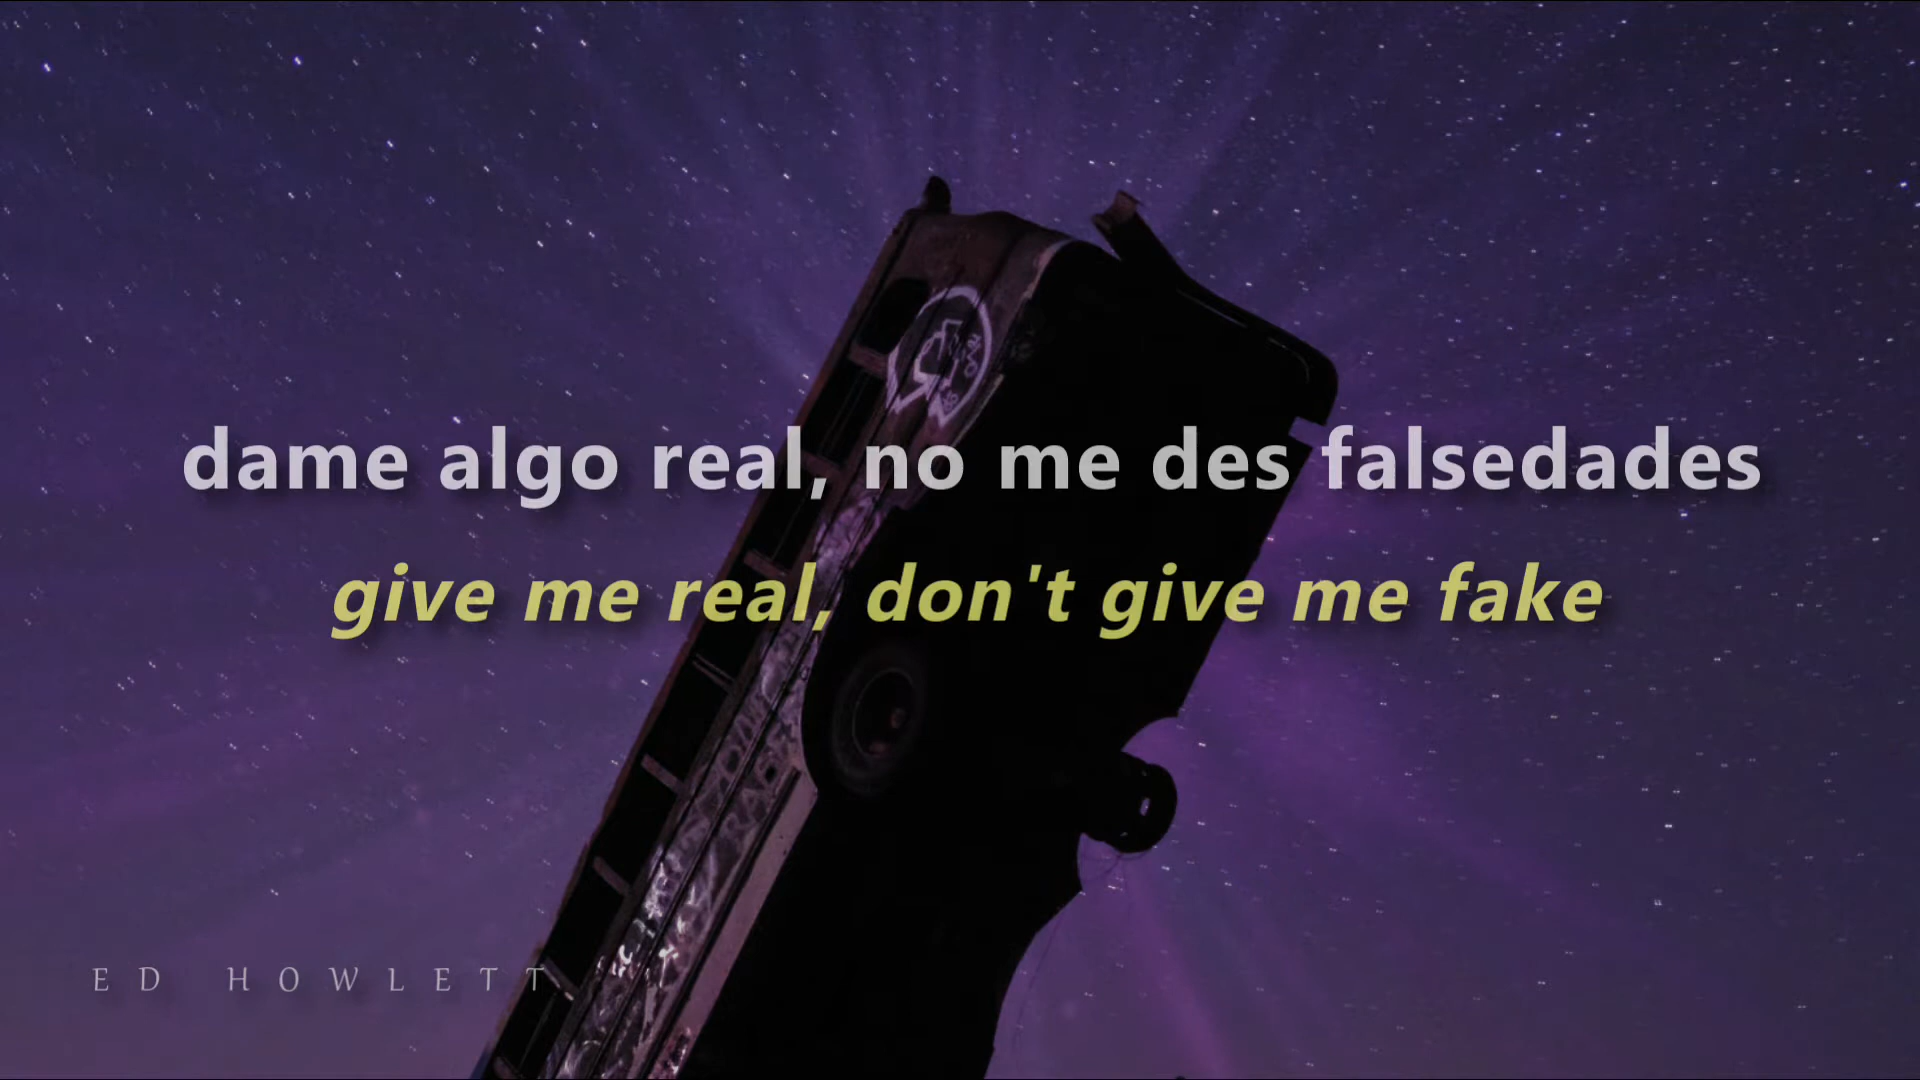 dame algo real, no me des falsedades
give me real, don't give me fake
ED HOWLETT